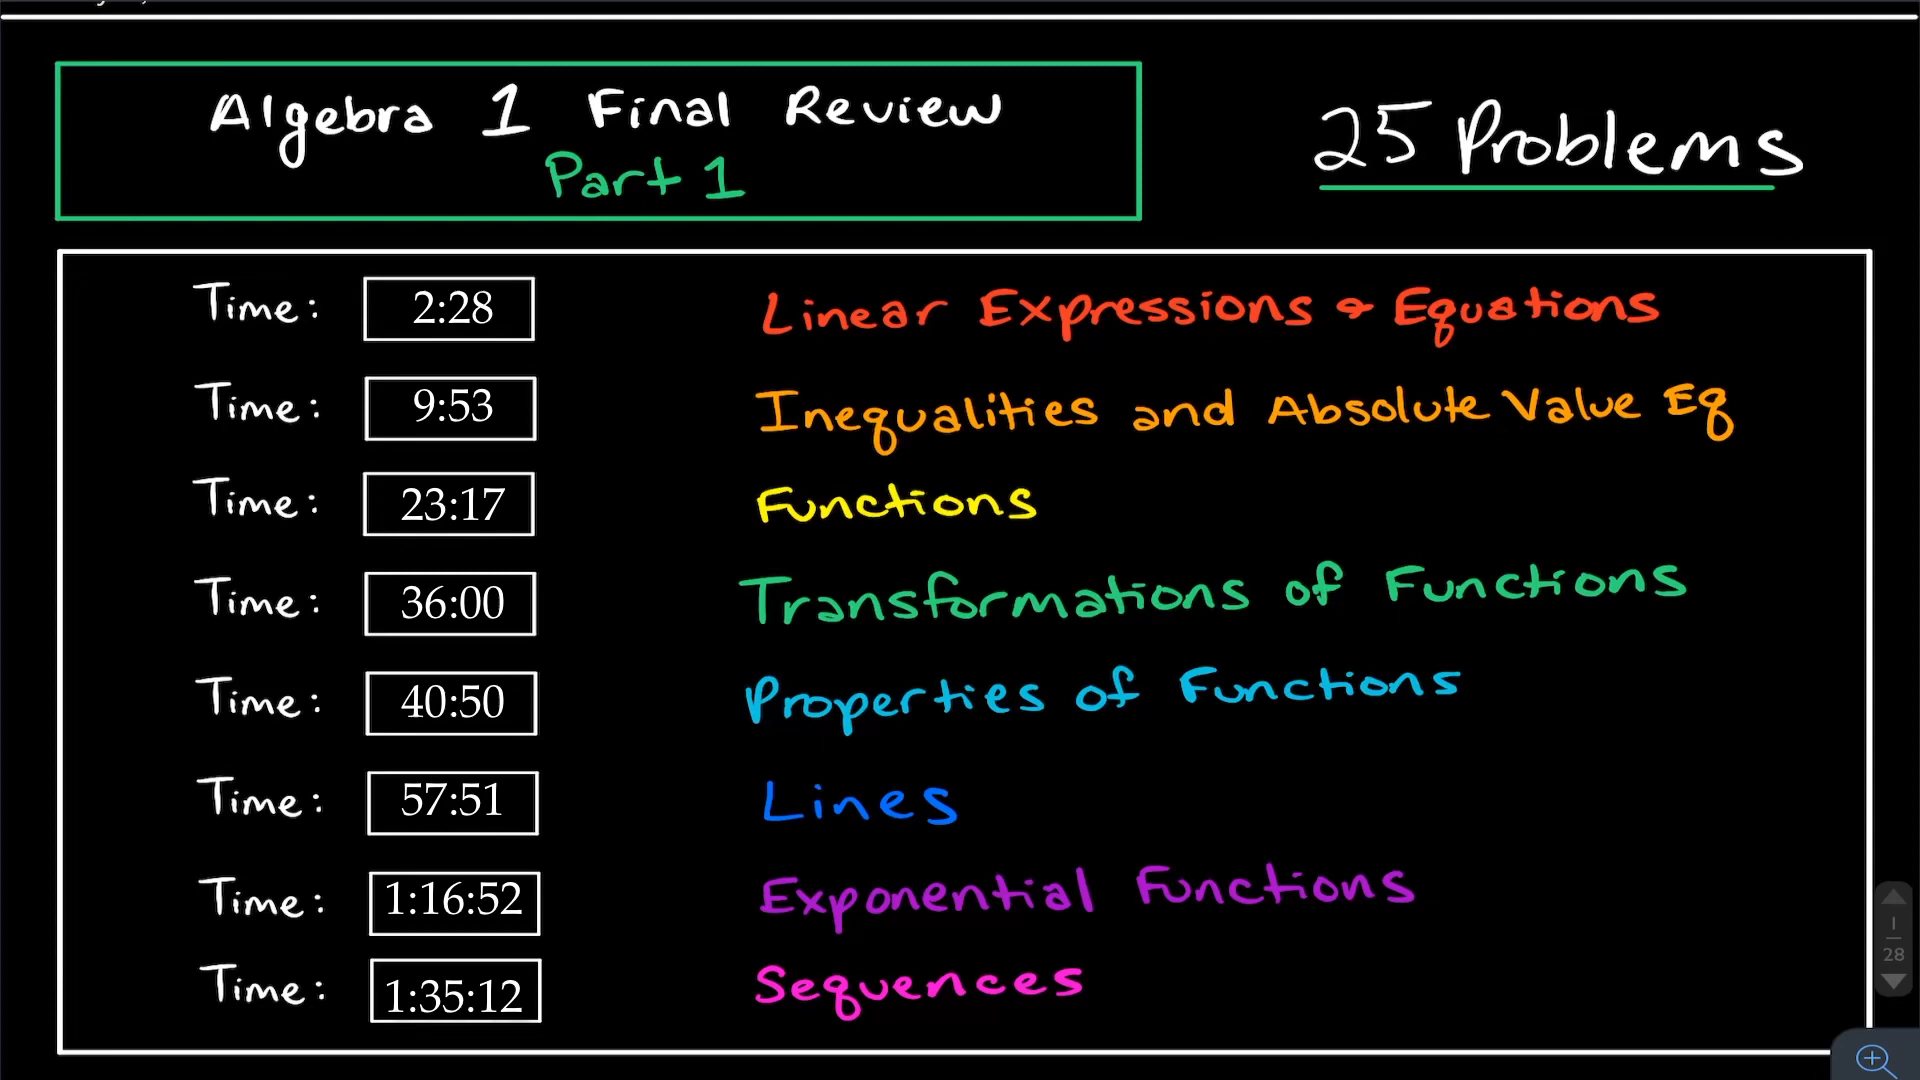 Algebra 1 Final Review
Part 1
25 Problems
Time: 2:28 Linear Expressions & Equations
Time: 9:53 Inequalities and Absolute Value Eq
Time: 23:17 Functions
Time: 36:00 Transformations of Functions
Time: 40:50 Properties of Functions
Time: 57:51 Lines
Time: 1:16:52 Exponential Functions
Time: 1:35:12 Sequences
1
28